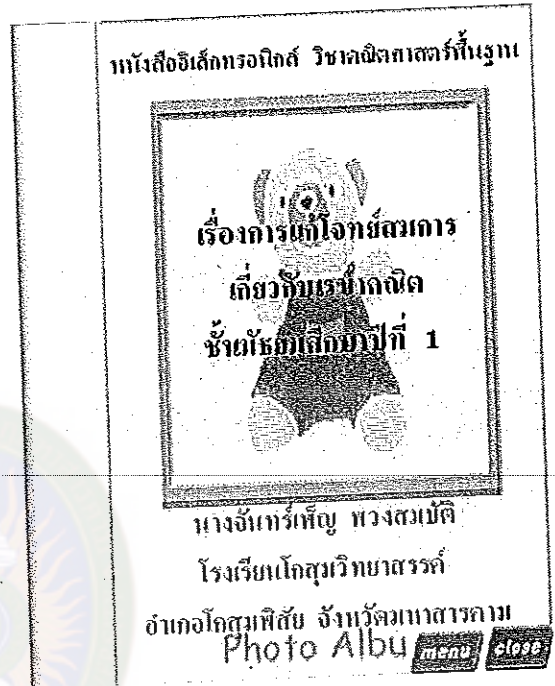 หนังสืออิเล็กทรอนิกส์ วิชาคณิตศาสตร์พื้นฐาน
เรื่องการแก้โจทย์สมการ
เกี่ยวกับเรขาคณิต
ชั้นมัธยมศึกษาปีที่ 1
นางจันทร์เพ็ญ พวงสมบัติ
โรงเรียนโกสุมวิทยาสรรค์
อำเภอโกสุมพิสัย จังหวัดมหาสารคาม
Photo Albu menu close